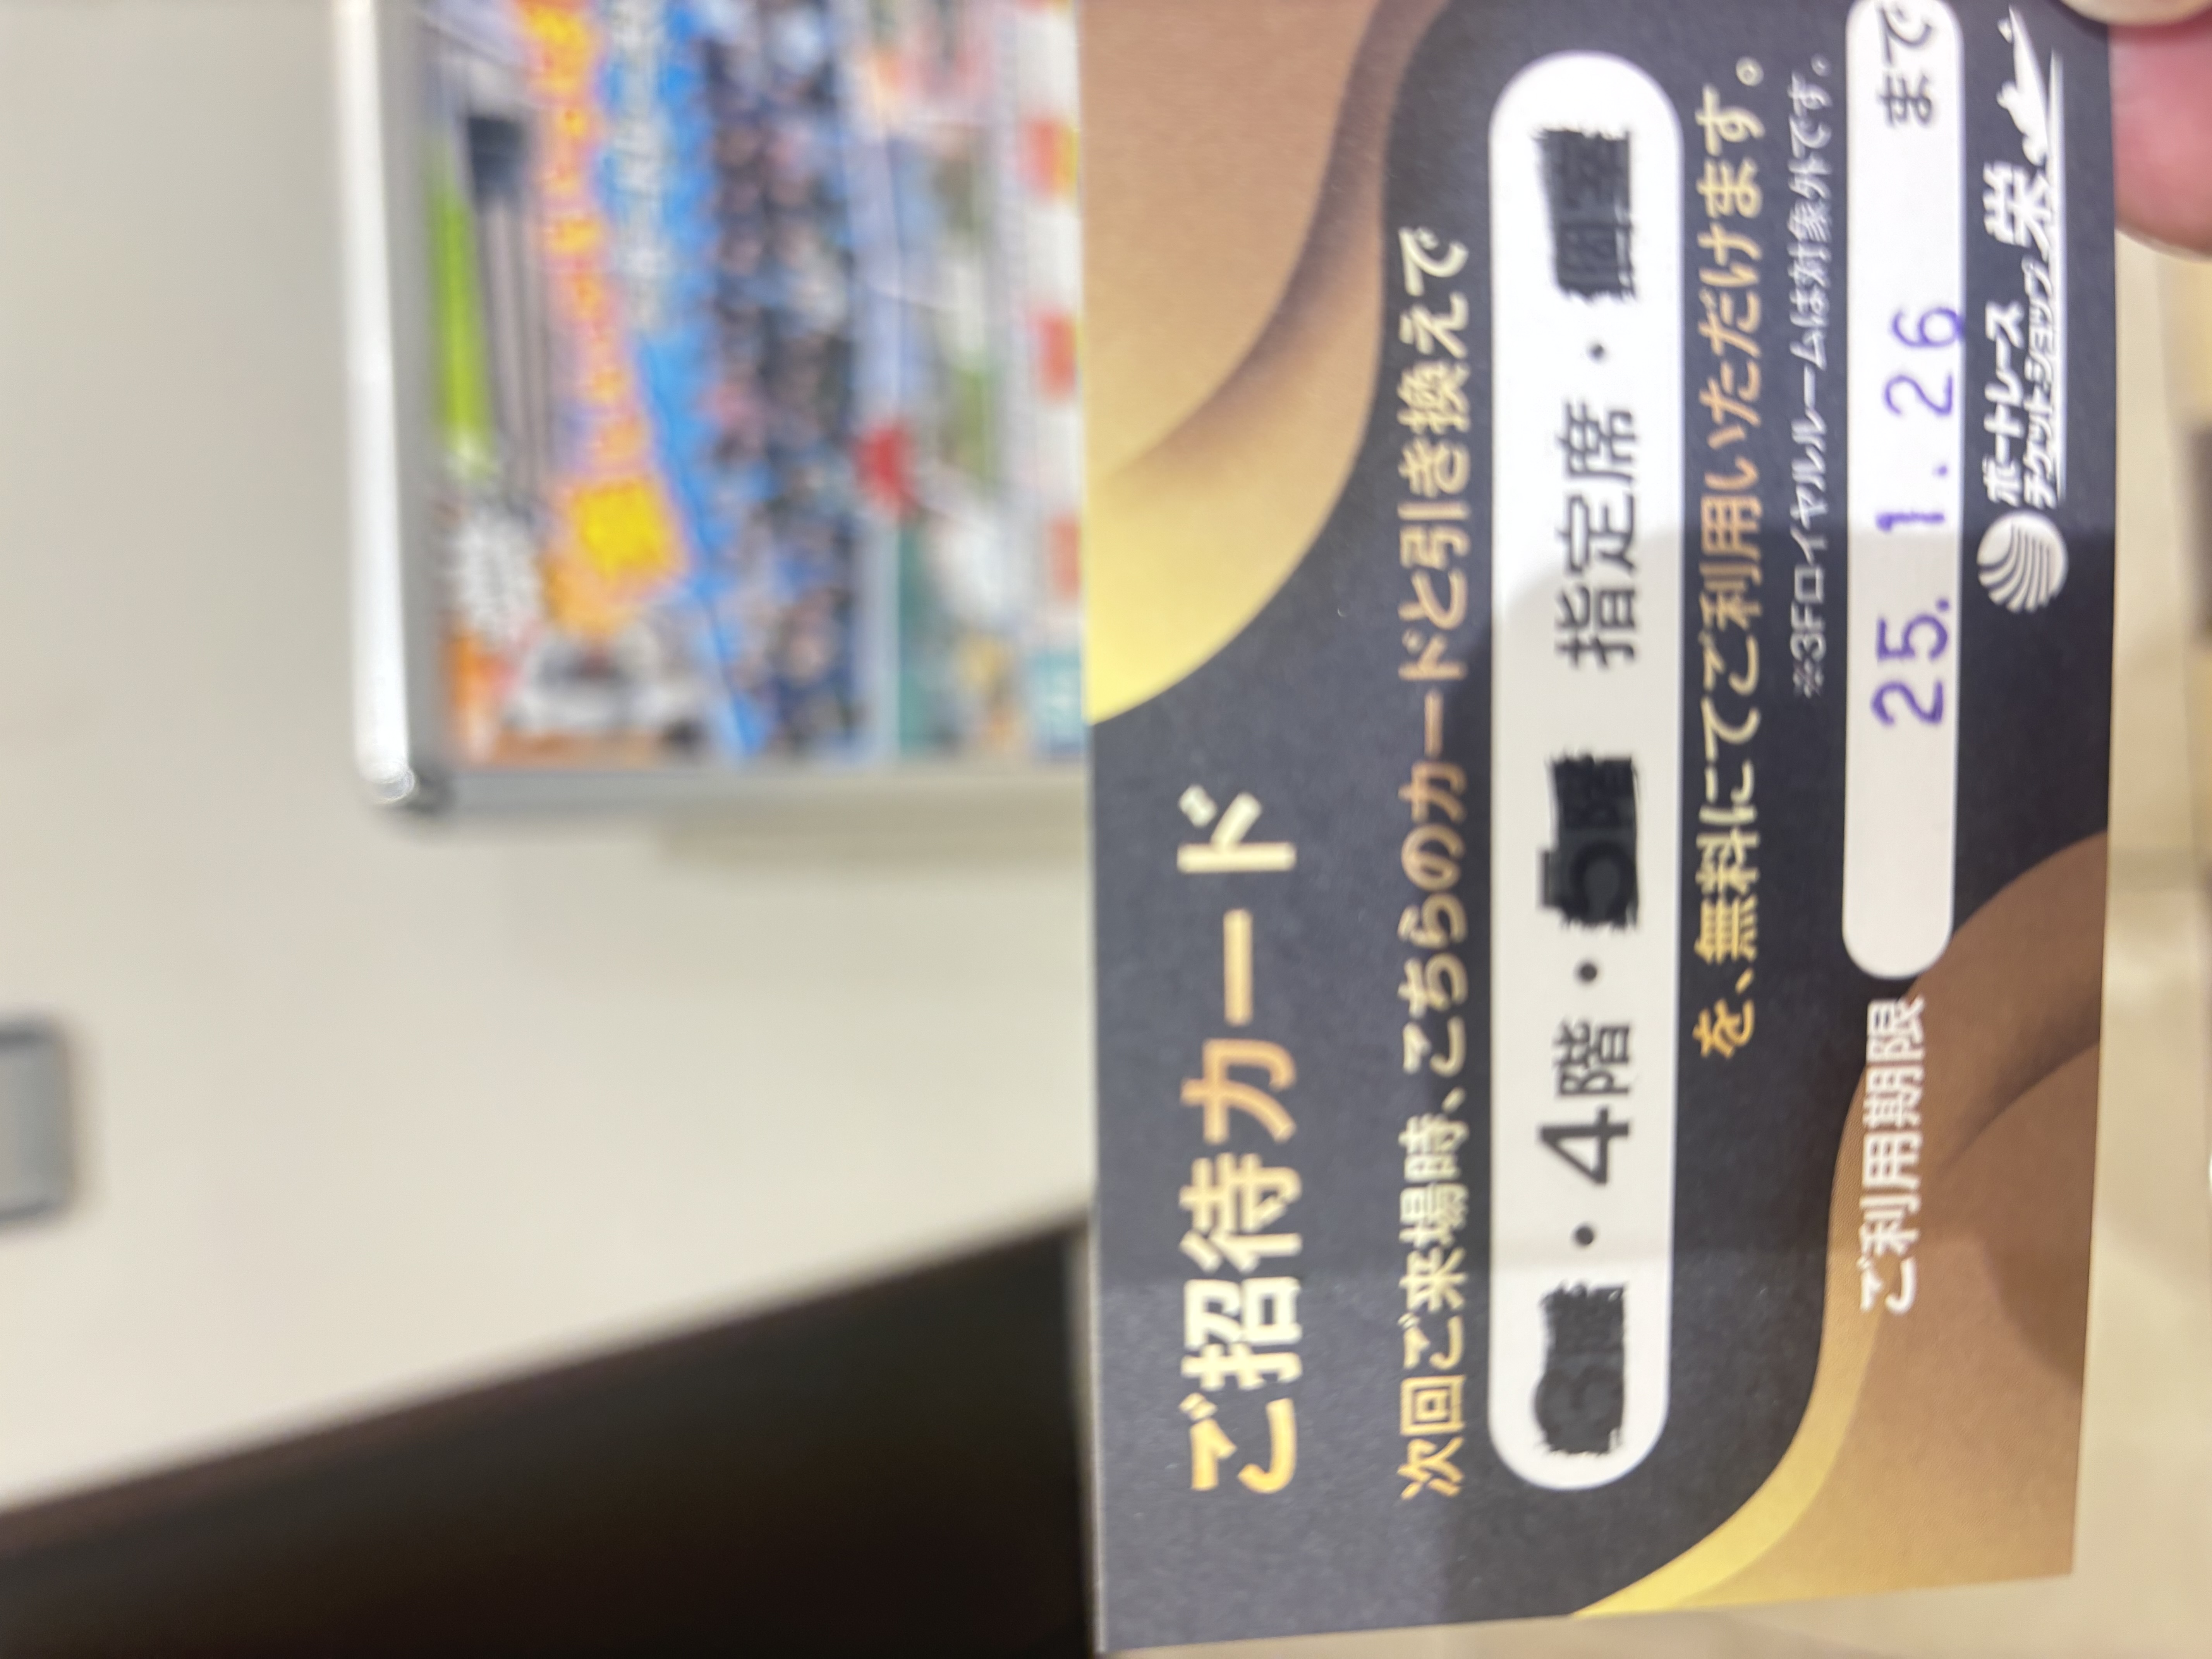 ご招待カード
次回ご来場時、こちらのカードと引き換えで
・4階・ 指定席・
を、無料にてご利用いただけます。
※3Fロイヤルルームは対象外です。
ご利用期限 25. 1. 26 まで
ボートレース
チケットショップ 栄